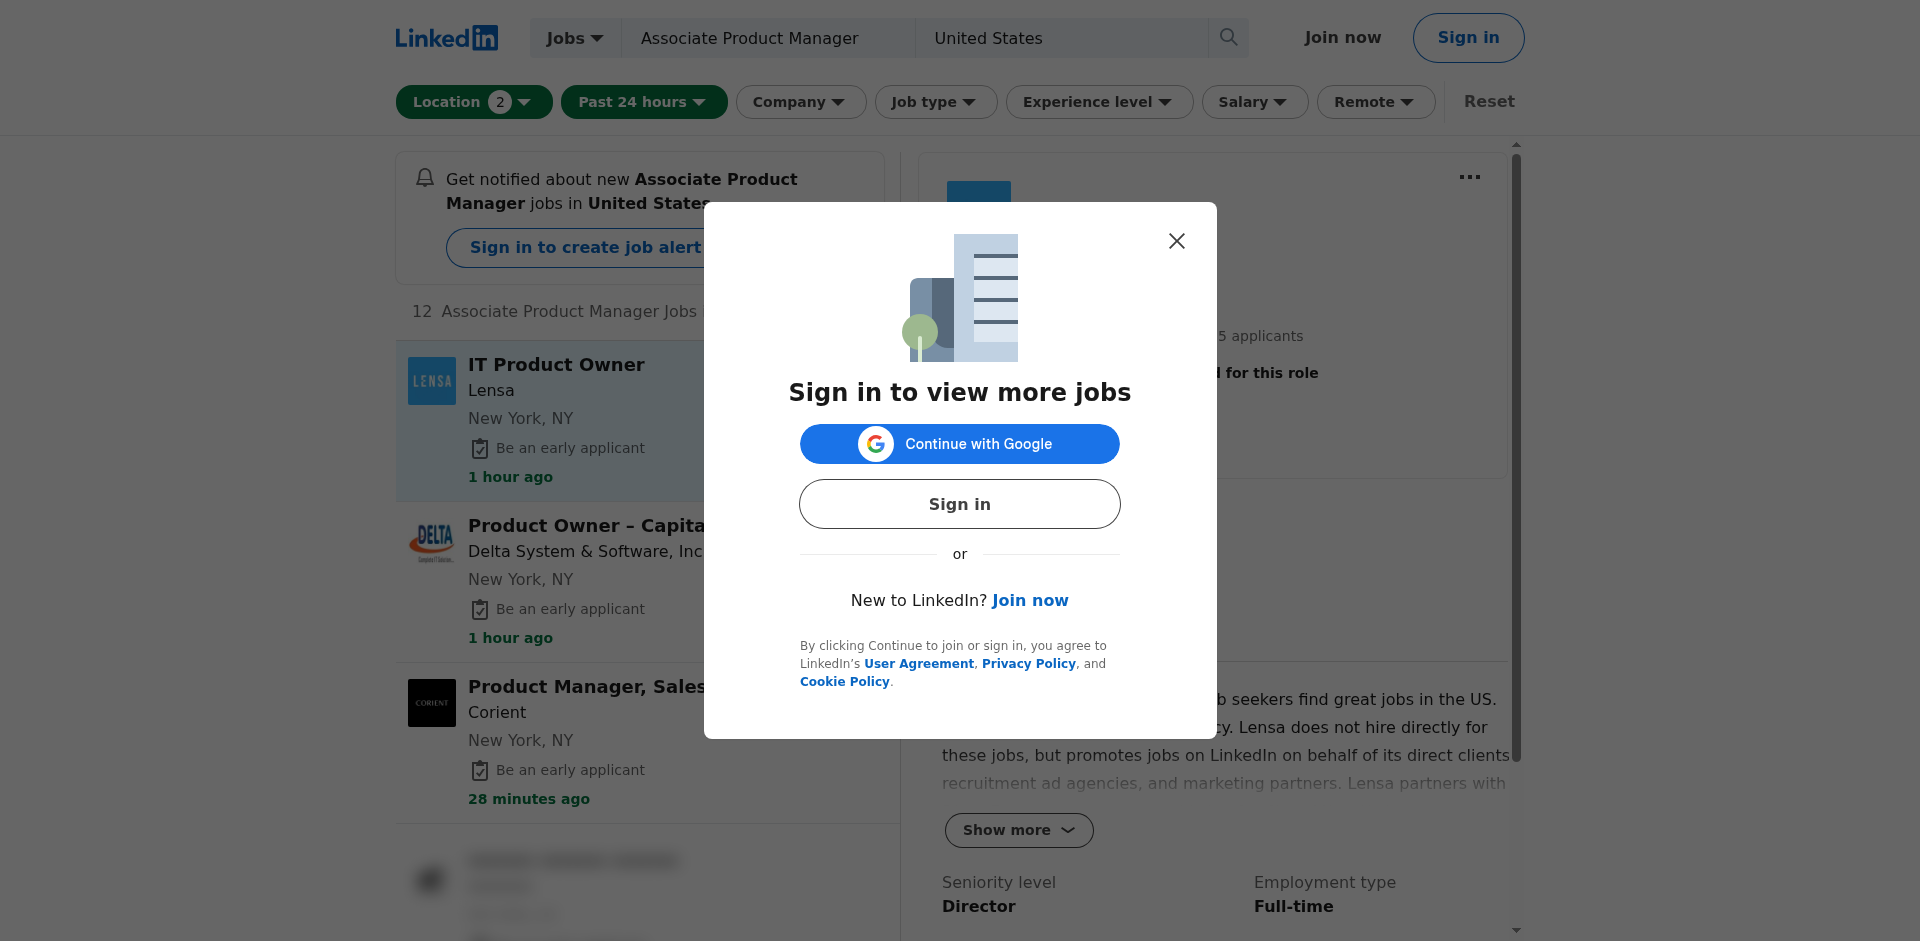 LinkedIn
Jobs
Associate Product Manager
United States
Join now
Sign in
Location 2
Past 24 hours
Company
Job type
Experience level
Salary
Remote
Reset
Get notified about new Associate Product
Manager jobs in United States
Sign in to create job alert
12 Associate Product Manager Jobs
LENSA
IT Product Owner
Lensa
New York, NY
Be an early applicant
1 hour ago
DELTA
Product Owner – Capita
Delta System & Software, Inc
New York, NY
Be an early applicant
1 hour ago
CORIENT
Product Manager, Sales
Corient
New York, NY
Be an early applicant
28 minutes ago
Sign in to view more jobs
Continue with Google
Sign in
or
New to LinkedIn? Join now
By clicking Continue to join or sign in, you agree to
LinkedIn’s User Agreement, Privacy Policy, and
Cookie Policy.
5 applicants
for this role
b seekers find great jobs in the US.
cy. Lensa does not hire directly for
these jobs, but promotes jobs on LinkedIn on behalf of its direct clients
recruitment ad agencies, and marketing partners. Lensa partners with
Show more
Seniority level
Director
Employment type
Full-time